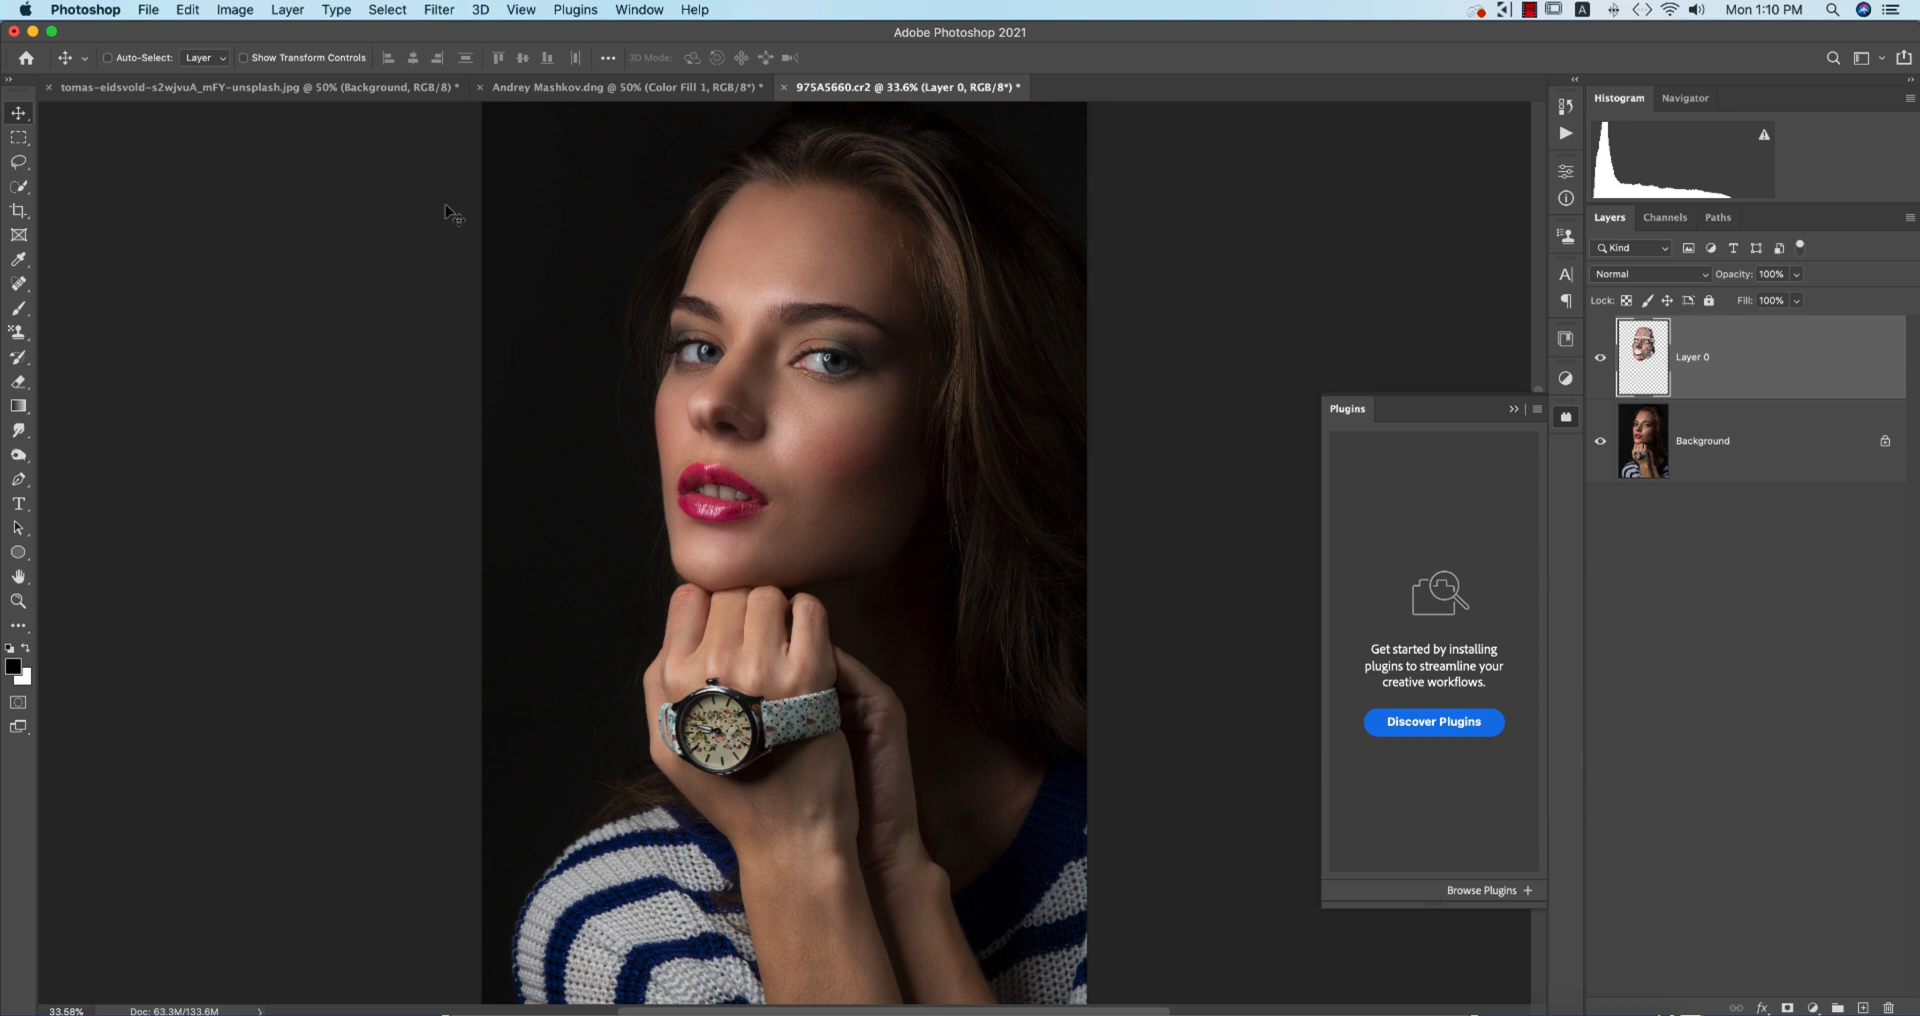 Photoshop File Edit Image Layer Type Select Filter 3D View Plugins Window Help A Mon 1:10 PM
Adobe Photoshop 2021
Auto-Select: Layer Show Transform Controls 3D Mode:
tomas-eidsvold-s2wjvuA_mFY-unsplash.jpg @ 50% (Background, RGB/8) * Andrey Mashkov.dng @ 50% (Color Fill 1, RGB/8*) * 975A5660.cr2 @ 33.6% (Layer 0, RGB/8*) *
Histogram Navigator
Layers Channels Paths
Kind
Normal Opacity: 100%
Lock: Fill: 100%
Layer 0
Background
Plugins
Get started by installing
plugins to streamline your
creative workflows.
Discover Plugins
Browse Plugins +
33.58% Doc: 63.3M/133.6M